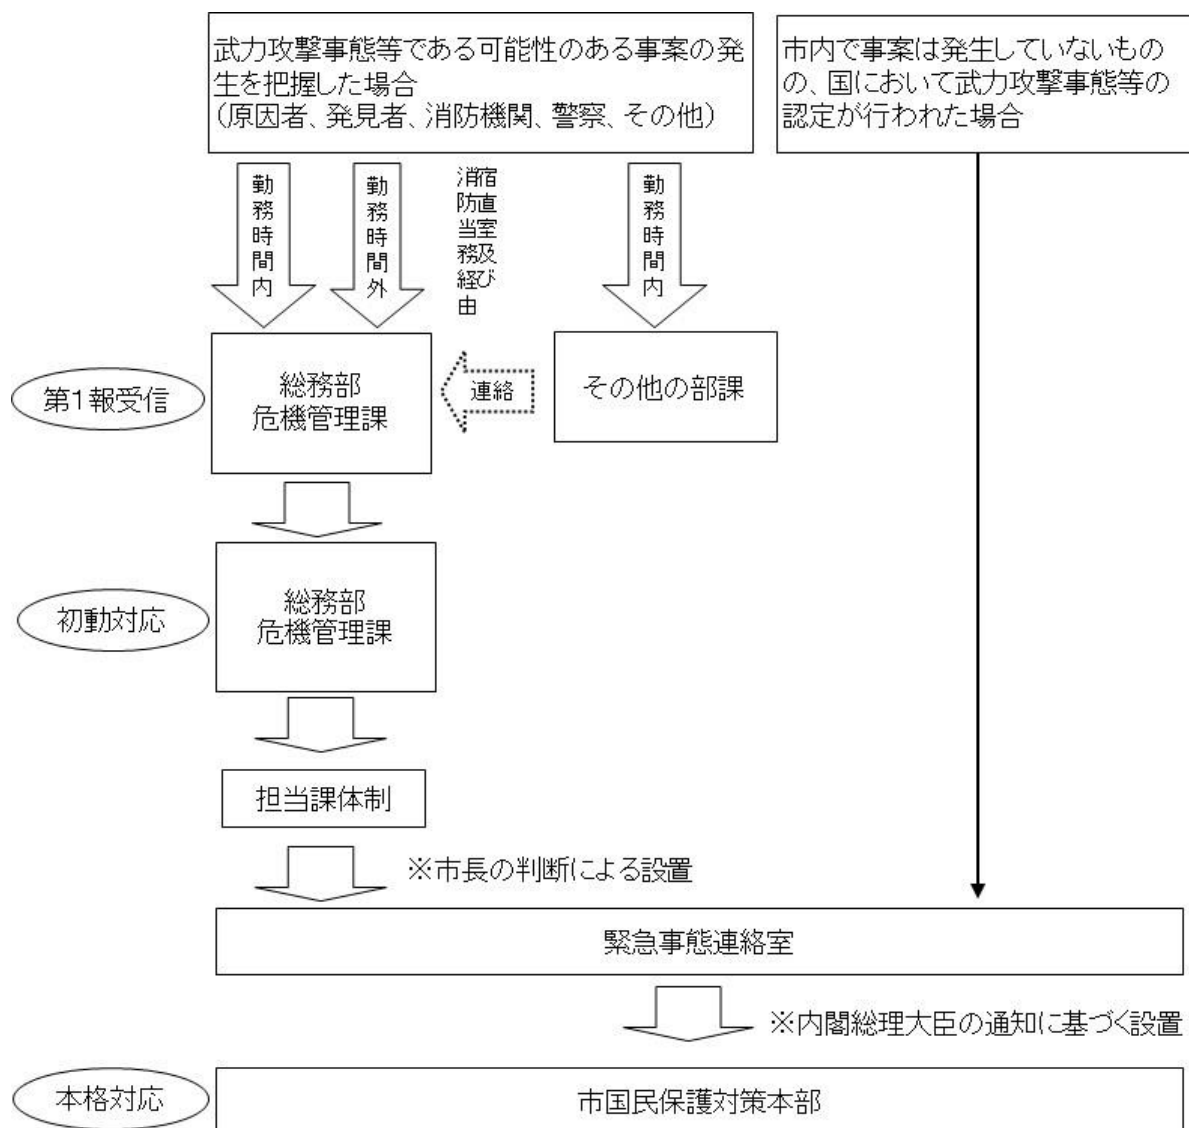 武力攻撃事態等である可能性のある事案の発
生を把握した場合
（原因者、発見者、消防機関、警察、その他）
市内で事案は発生していないもの
の、国において武力攻撃事態等の
認定が行われた場合
勤務時間内
勤務時間外
宿直室及び
消防当務経由
勤務時間内
第1報受信
総務部
危機管理課
連絡
その他の部課
初動対応
総務部
危機管理課
担当課体制
※市長の判断による設置
緊急事態連絡室
※内閣総理大臣の通知に基づく設置
本格対応
市国民保護対策本部